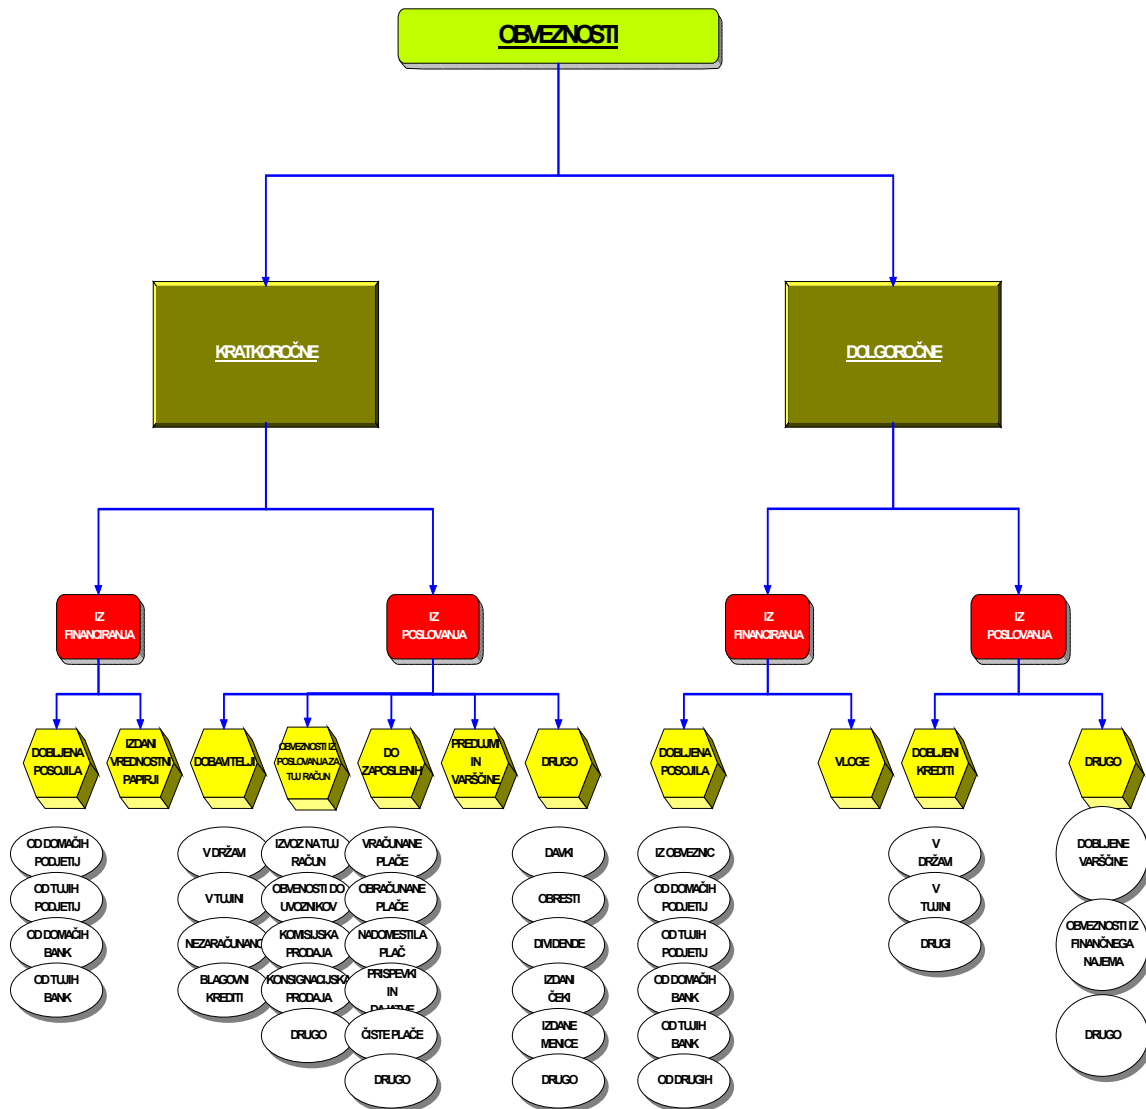 OBVEZNOSTI
KRATKOROČNE
DOLGOROČNE
IZ
FINANCIRANJA
IZ
POSLOVANJA
IZ
FINANCIRANJA
IZ
POSLOVANJA
DOBLJENA
POSOJILA
IZDANI
VREDNOSTNI
PAPIRJI
DOBAVITELJI
OBVEZNOSTI IZ
POSLOVANJA ZA
TUJ RAČUN
DO
ZAPOSLENIH
PREDUJMI
IN
VARŠČINE
DRUGO
DOBLJENA
POSOJILA
VLOGE
DOBLJENI
KREDITI
DRUGO
OD DOMAČIH
PODJETIJ
OD TUJIH
PODJETIJ
OD DOMAČIH
BANK
OD TUJIH
BANK
V DRŽAVI
V TUJINI
NEZARAČUNANO
BLAGOVNI
KREDITI
IZVOZ NA TUJ
RAČUN
OBVENOSTI DO
UVOZNIKOV
KOMISIJSKA
PRODAJA
KONSIGNACIJSKA
PRODAJA
DRUGO
VRAČUNANE
PLAČE
OBRAČUNANE
PLAČE
NADOMESTILA
PLAČ
PRISPEVKI
IN
DAJATVE
ČISTE PLAČE
DRUGO
DAVKI
OBRESTI
DIVIDENDE
IZDANI
ČEKI
IZDANE
MENICE
DRUGO
IZ OBVEZNIC
OD DOMAČIH
PODJETIJ
OD TUJIH
PODJETIJ
OD DOMAČIH
BANK
OD TUJIH
BANK
OD DRUGIH
V
DRŽAVI
V
TUJINI
DRUGI
DOBLJENE
VARŠČINE
OBVEZNOSTI IZ
FINANČNEGA
NAJEMA
DRUGO